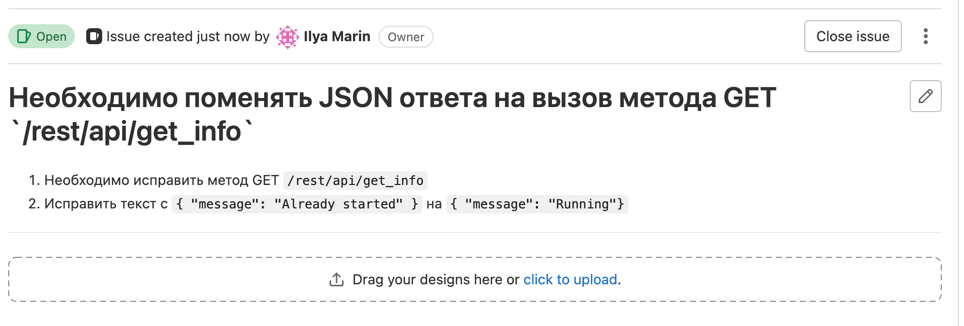 Open Issue created just now by Ilya Marin Owner Close issue
Необходимо поменять JSON ответа на вызов метода GET
`/rest/api/get_info`
1. Необходимо исправить метод GET /rest/api/get_info
2. Исправить текст с { "message": "Already started" } на { "message": "Running"}
Drag your designs here or click to upload.